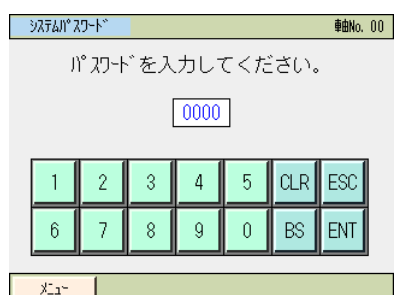 ｼｽﾃﾑﾊﾟｽﾜｰﾄﾞ 軸No. 00
ﾊﾟｽﾜｰﾄﾞを入力してください。
0000
1 2 3 4 5 CLR ESC
6 7 8 9 0 BS ENT
ﾒﾆｭｰ